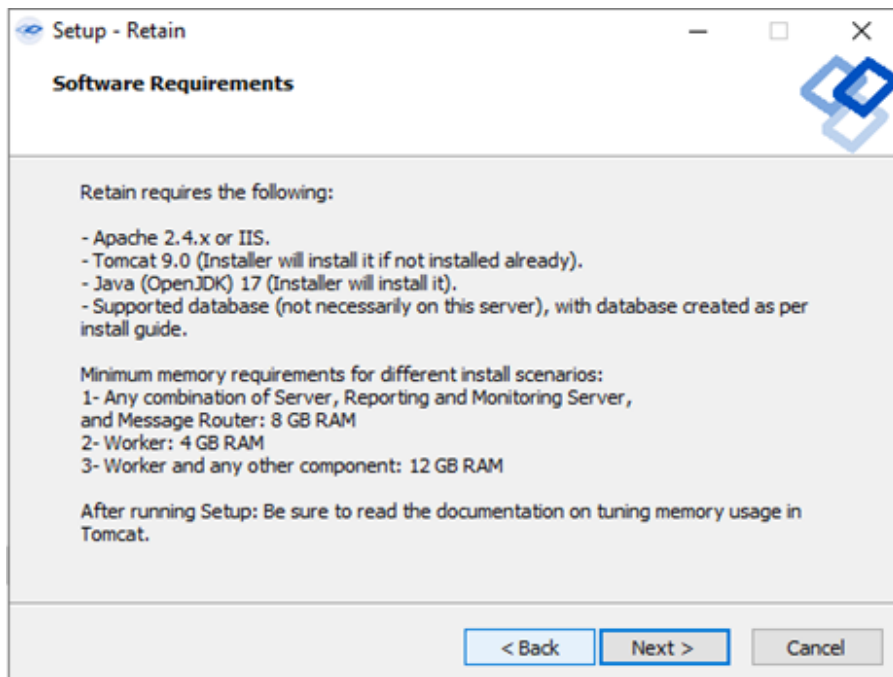 Setup - Retain
Software Requirements
Retain requires the following:
- Apache 2.4.x or IIS.
- Tomcat 9.0 (Installer will install it if not installed already).
- Java (OpenJDK) 17 (Installer will install it).
- Supported database (not necessarily on this server), with database created as per
install guide.
Minimum memory requirements for different install scenarios:
1- Any combination of Server, Reporting and Monitoring Server,
and Message Router: 8 GB RAM
2- Worker: 4 GB RAM
3- Worker and any other component: 12 GB RAM
After running Setup: Be sure to read the documentation on tuning memory usage in
Tomcat.
< Back Next > Cancel